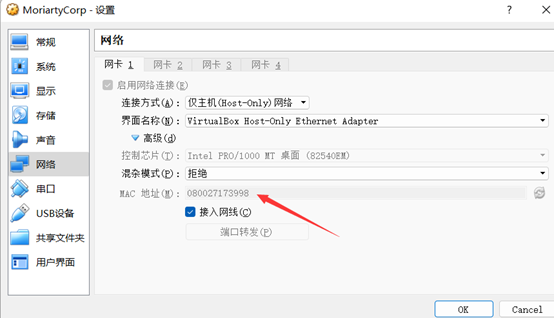 MoriartyCorp - 设置
?
常规
系统
显示
存储
声音
网络
串口
USB设备
共享文件夹
用户界面
网络
网卡 1 网卡 2 网卡 3 网卡 4
启用网络连接(E)
连接方式(A): 仅主机(Host-Only)网络
界面名称(N): VirtualBox Host-Only Ethernet Adapter
高级(d)
控制芯片(T): Intel PRO/1000 MT 桌面 (82540EM)
混杂模式(P): 拒绝
MAC 地址(M): 080027173998
接入网线(C)
端口转发(P)
OK Cancel